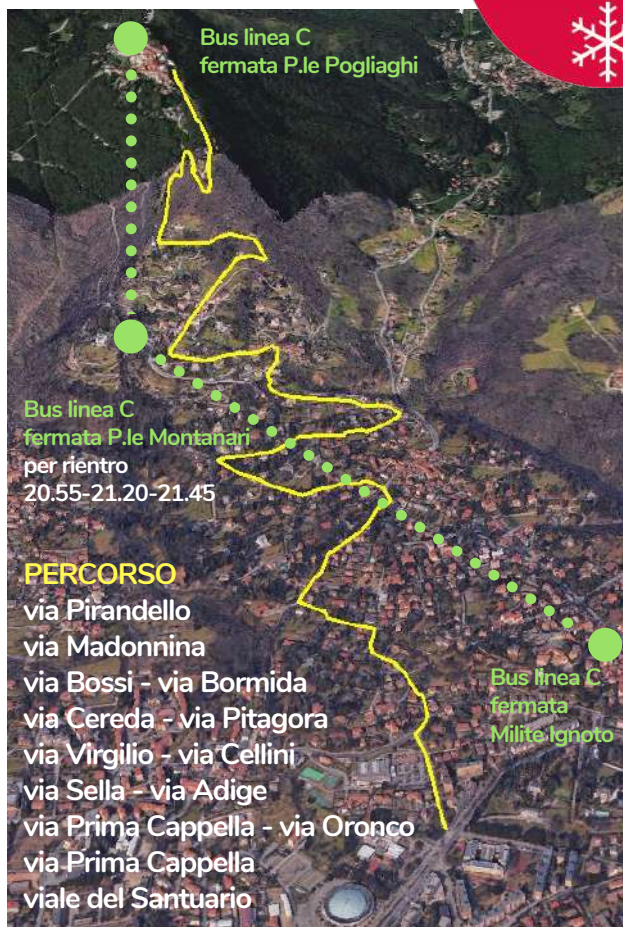 Bus linea C
fermata P.le Pogliaghi
Bus linea C
fermata P.le Montanari
per rientro
20.55-21.20-21.45
PERCORSO
via Pirandello
via Madonnina
via Bossi - via Bormida
via Cereda - via Pitagora
via Virgilio - via Cellini
via Sella - via Adige
via Prima Cappella - via Oronco
via Prima Cappella
viale del Santuario
Bus linea C
fermata
Milite Ignoto